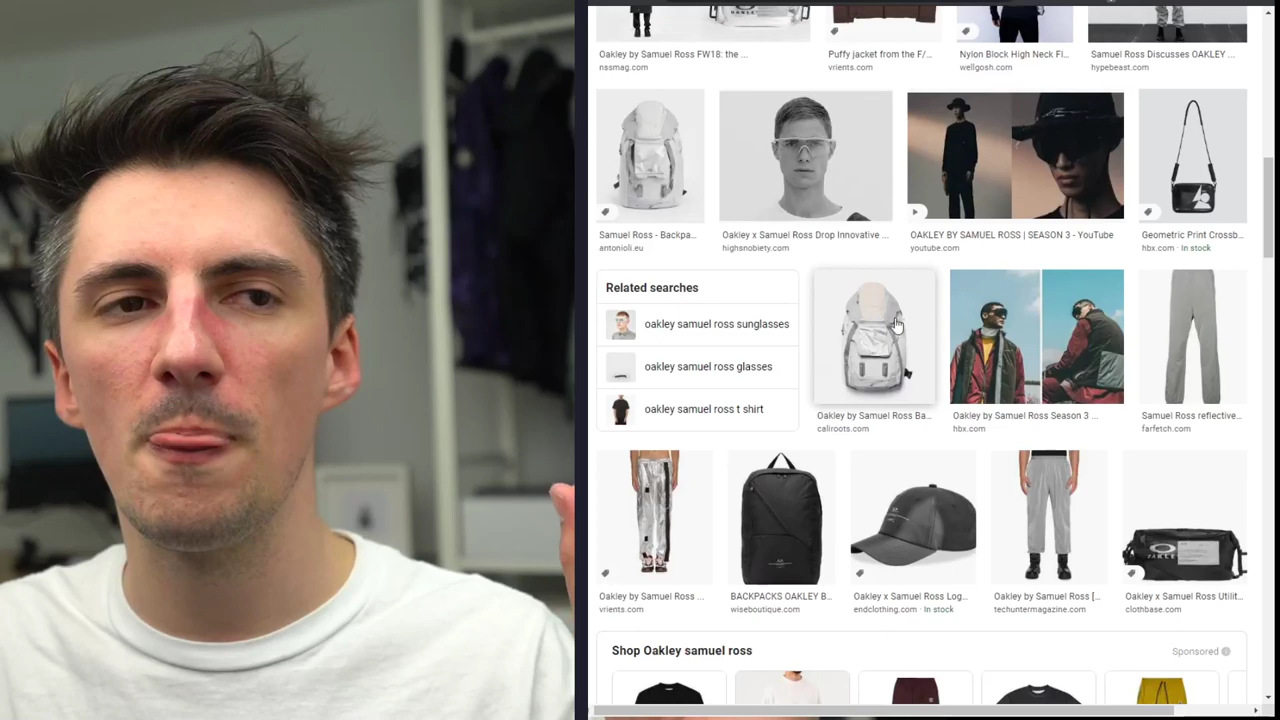 Oakley by Samuel Ross FW18: the ...
Puffy jacket from the F/...
Nylon Block High Neck Fl...
Samuel Ross Discusses OAKLEY ...
nssmag.com
vrients.com
wellgosh.com
hypebeast.com
Samuel Ross - Backpa...
Oakley x Samuel Ross Drop Innovative ...
OAKLEY BY SAMUEL ROSS | SEASON 3 - YouTube
Geometric Print Crossb...
antonioli.eu
highsnobiety.com
youtube.com
hbx.com · In stock
Related searches
oakley samuel ross sunglasses
oakley samuel ross glasses
oakley samuel ross t shirt
Oakley by Samuel Ross Ba...
Oakley by Samuel Ross Season 3 ...
Samuel Ross reflective...
caliroots.com
hbx.com
farfetch.com
Oakley by Samuel Ross ...
BACKPACKS OAKLEY B...
Oakley x Samuel Ross Log...
Oakley by Samuel Ross [...
Oakley x Samuel Ross Utilit...
vrients.com
wiseboutique.com
endclothing.com · In stock
techuntermagazine.com
clothbase.com
Shop Oakley samuel ross
Sponsored